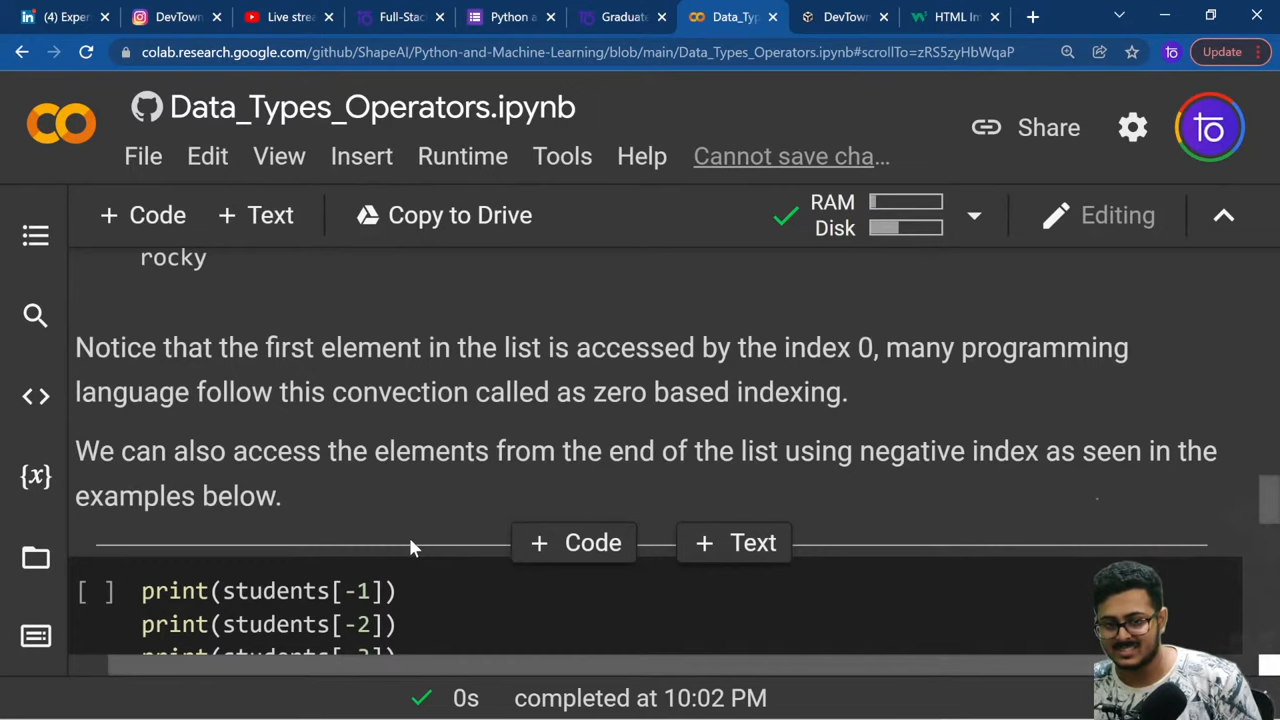 (4) Exper
DevTown
Live stre
Full-Stac
Python a
Graduate
Data_Typ
DevTown
HTML In
colab.research.google.com/github/ShapeAI/Python-and-Machine-Learning/blob/main/Data_Types_Operators.ipynb#scrollTo=zRS5zyHbWqaP
Update
Data_Types_Operators.ipynb
Share
File Edit View Insert Runtime Tools Help Cannot save cha...
+ Code + Text Copy to Drive
RAM
Disk
Editing
rocky
Notice that the first element in the list is accessed by the index 0, many programming
language follow this convection called as zero based indexing.
We can also access the elements from the end of the list using negative index as seen in the
examples below.
+ Code + Text
[ ] print(students[-1])
print(students[-2])
print(students[-3])
0s completed at 10:02 PM